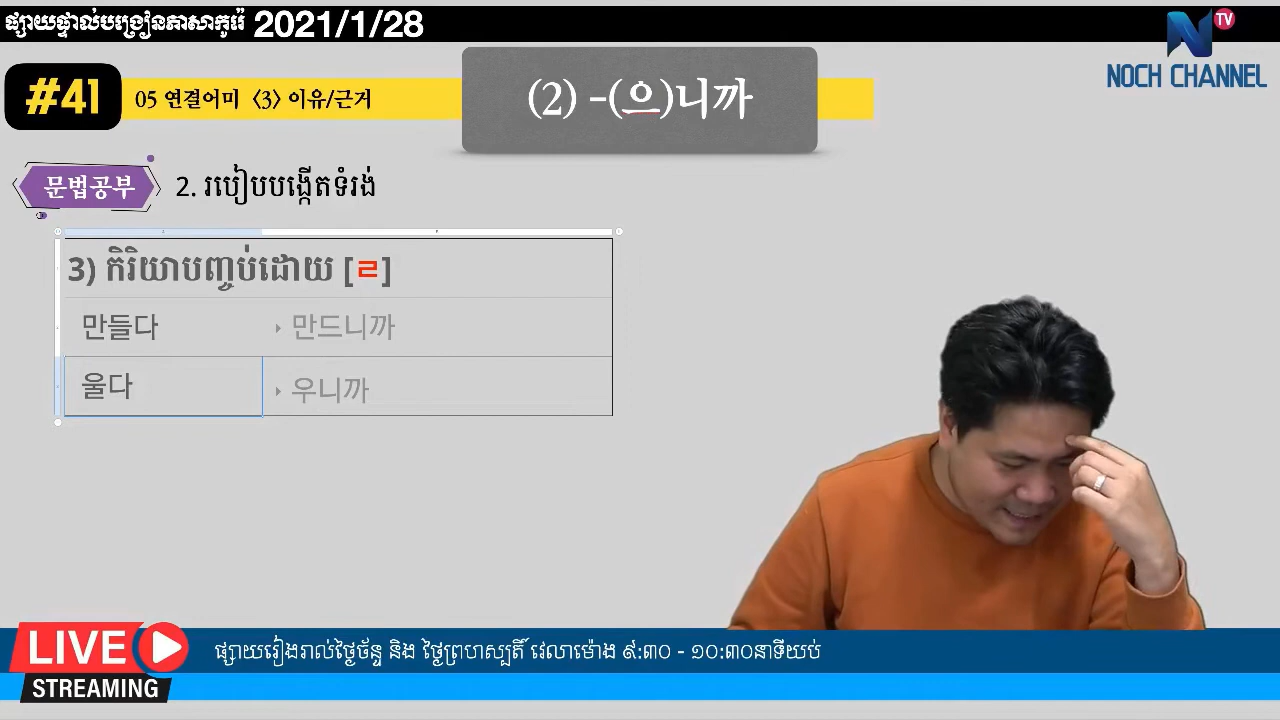 ផ្សាយផ្ទាល់បង្រៀនភាសាកូរ៉េ 2021/1/28
TV
NOCH CHANNEL
#41 05 연결어미 〈3〉 이유/근거
(2) -(으)니까
문법공부 2. របៀបបង្កើតទំរង់
3) កិរិយាបញ្ចប់ដោយ [ㄹ]
만들다 만드니까
울다 우니까
LIVE
STREAMING
ផ្សាយរៀងរាល់ថ្ងៃច័ន្ទ និង ថ្ងៃព្រហស្បតិ៍ វេលាម៉ោង ៩:៣០ - ១០:៣០នាទីយប់